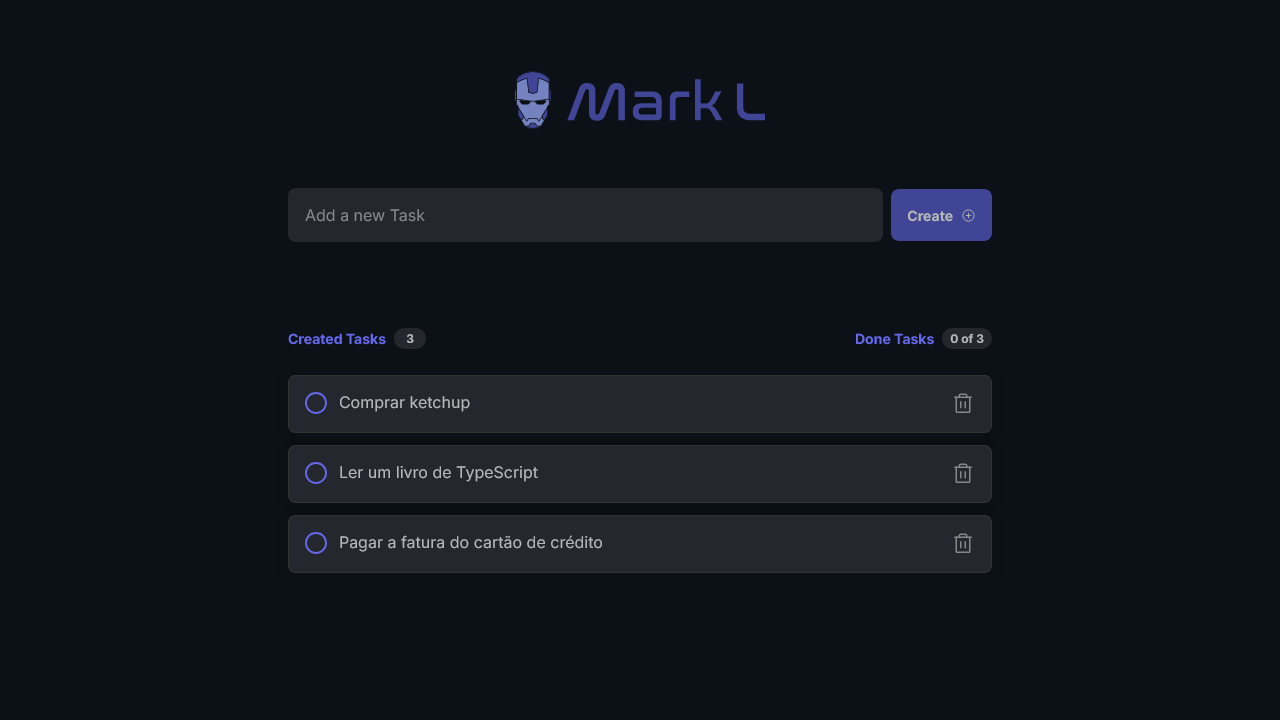 Mark L
Add a new Task
Create
Created Tasks 3
Done Tasks 0 of 3
Comprar ketchup
Ler um livro de TypeScript
Pagar a fatura do cartão de crédito